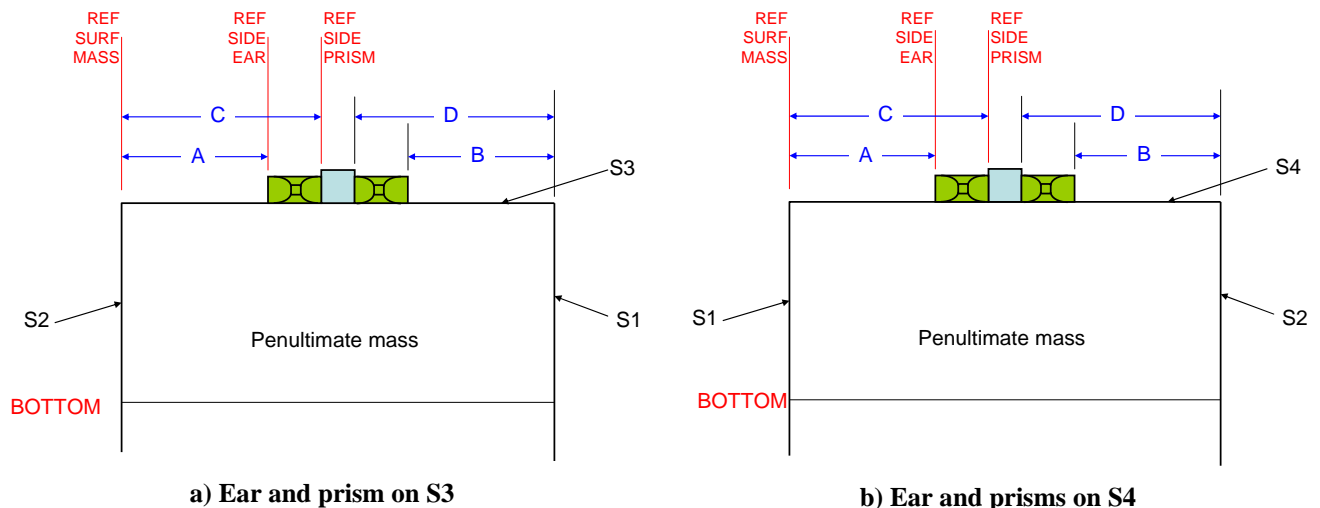 REF
SURF
MASS
REF
SIDE
EAR
REF
SIDE
PRISM
C
D
A
B
S3
S2
S1
Penultimate mass
BOTTOM
a) Ear and prism on S3
REF
SURF
MASS
REF
SIDE
EAR
REF
SIDE
PRISM
C
D
A
B
S4
S1
S2
Penultimate mass
BOTTOM
b) Ear and prisms on S4